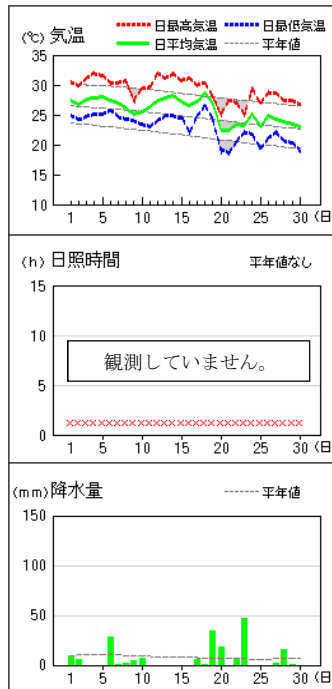 (℃) 気温
日最高気温 日最低気温
日平均気温 平年値
35
30
25
20
15
10
1 5 10 15 20 25 30 (日
(h) 日照時間 平年値なし
15
10
観測していません。
5
0
1 5 10 15 20 25 30 (日
(mm) 降水量 平年値
150
100
50
0
1 5 10 15 20 25 30 (日